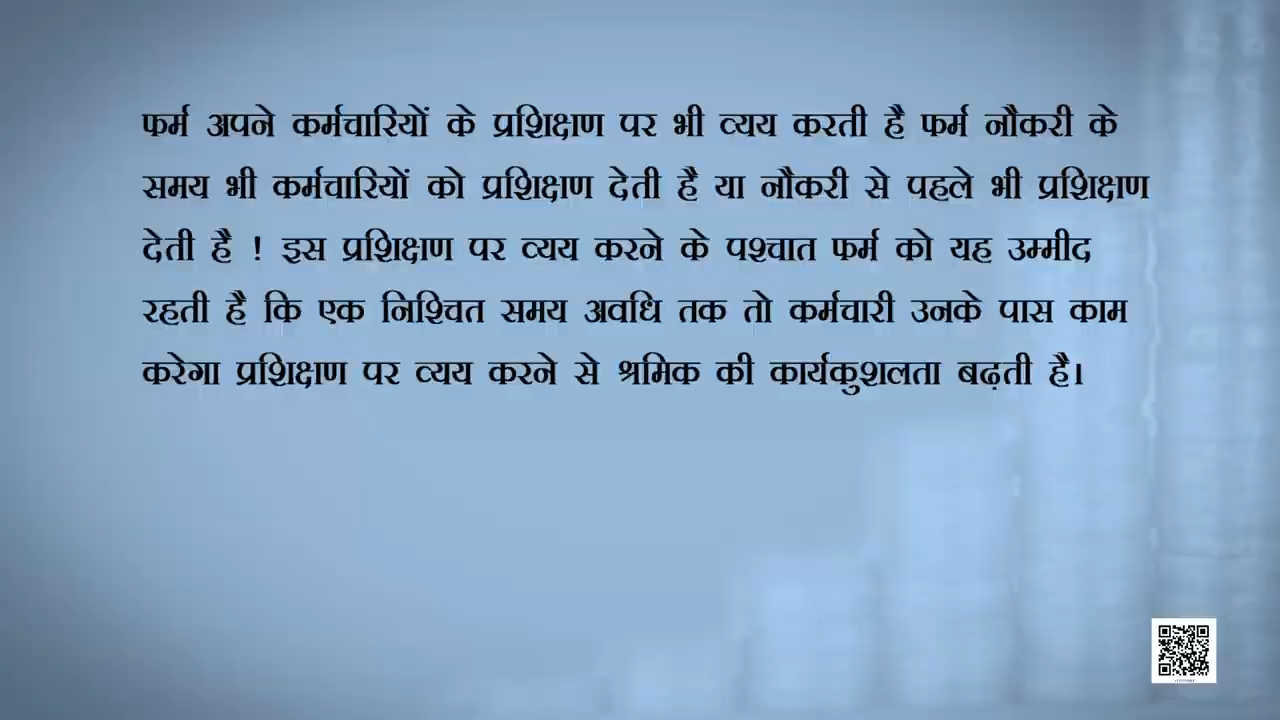 फर्म अपने कर्मचारियों के प्रशिक्षण पर भी व्यय करती है फर्म नौकरी के
समय भी कर्मचारियों को प्रशिक्षण देती है या नौकरी से पहले भी प्रशिक्षण
देती है ! इस प्रशिक्षण पर व्यय करने के पश्चात फर्म को यह उम्मीद
रहती है कि एक निश्चित समय अवधि तक तो कर्मचारी उनके पास काम
करेगा प्रशिक्षण पर व्यय करने से श्रमिक की कार्यकुशलता बढ़ती है।